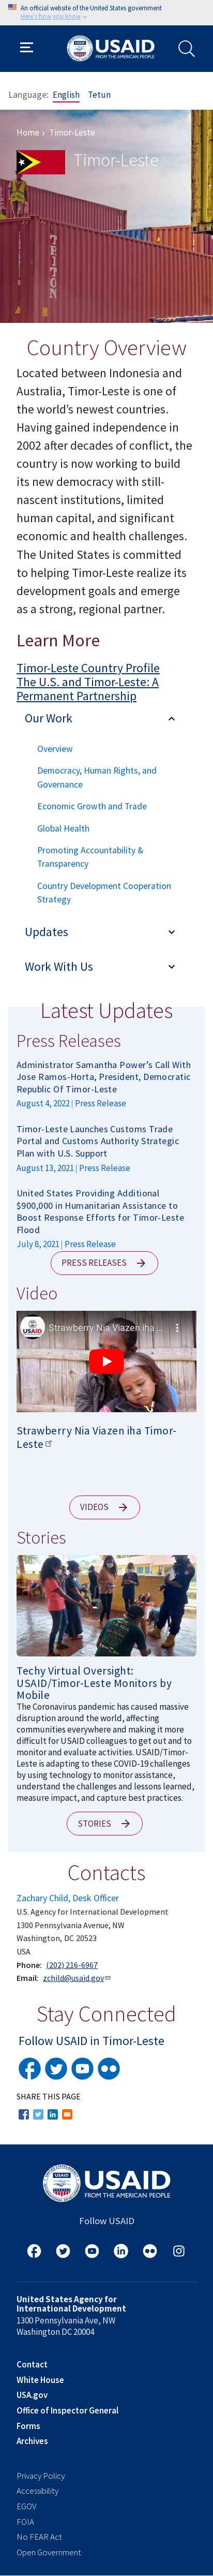 An official website of the United States government
Here's how you know
USAID
FROM THE AMERICAN PEOPLE
Language: English Tetun
Home › Timor-Leste
Timor-Leste
TRITON
Country Overview
Located between Indonesia and
Australia, Timor-Leste is one of
the world’s newest countries.
Having gained independence in
2002 after decades of conflict, the
country is now working to build
its new democracy with still-
nascent institutions, limited
human capital, and significant
economic and health challenges.
The United States is committed
to helping Timor-Leste realize its
development goals and emerge
as a strong, regional partner.
Learn More
Timor-Leste Country Profile
The U.S. and Timor-Leste: A
Permanent Partnership
Our Work
Overview
Democracy, Human Rights, and
Governance
Economic Growth and Trade
Global Health
Promoting Accountability &
Transparency
Country Development Cooperation
Strategy
Updates
Work With Us
Latest Updates
Press Releases
Administrator Samantha Power’s Call With
Jose Ramos-Horta, President, Democratic
Republic Of Timor-Leste
August 4, 2022 | Press Release
Timor-Leste Launches Customs Trade
Portal and Customs Authority Strategic
Plan with U.S. Support
August 13, 2021 | Press Release
United States Providing Additional
$900,000 in Humanitarian Assistance to
Boost Response Efforts for Timor-Leste
Flood
July 8, 2021 | Press Release
PRESS RELEASES
Video
USAID
Strawberry Nia Viazen iha ...
Strawberry Nia Viazen iha Timor-
Leste
VIDEOS
Stories
Techy Virtual Oversight:
USAID/Timor-Leste Monitors by
Mobile
The Coronavirus pandemic has caused massive
disruption around the world, affecting
communities everywhere and making it more
difficult for USAID colleagues to get out and to
monitor and evaluate activities. USAID/Timor-
Leste is adapting to these COVID-19 challenges
by using technology to monitor assistance,
understand the challenges and lessons learned,
measure impact, and capture best practices.
STORIES
Contacts
Zachary Child, Desk Officer
U.S. Agency for International Development
1300 Pennsylvania Avenue, NW
Washington, DC 20523
USA
Phone: (202) 216-6967
Email: zchild@usaid.gov
Stay Connected
Follow USAID in Timor-Leste
SHARE THIS PAGE
USAID
FROM THE AMERICAN PEOPLE
Follow USAID
United States Agency for
International Development
1300 Pennsylvania Ave, NW
Washington DC 20004
Contact
White House
USA.gov
Office of Inspector General
Forms
Archives
Privacy Policy
Accessibility
EGOV
FOIA
No FEAR Act
Open Government